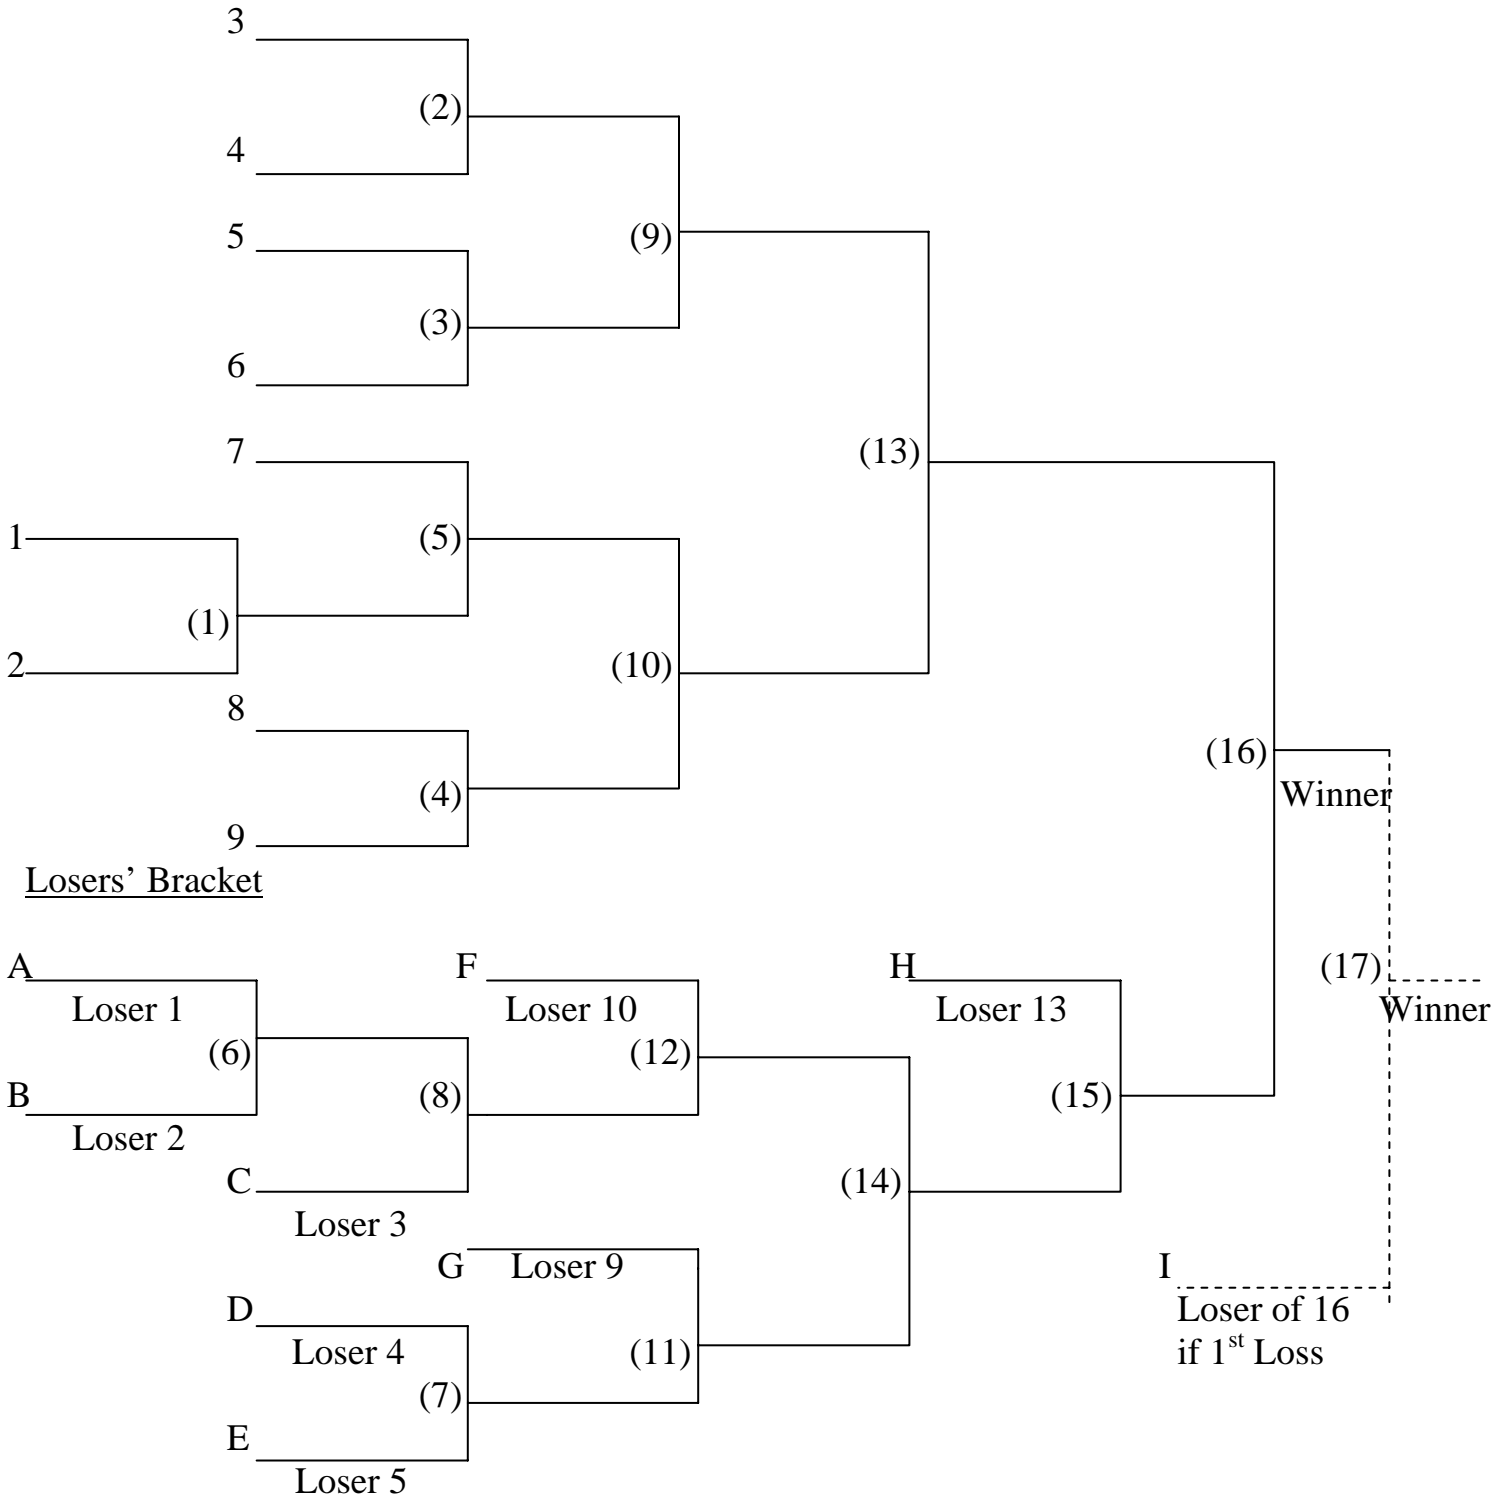 3
(2)
4
5
(9)
(3)
6
7
(13)
1
(5)
(1)
2
(10)
8
(16)
Winner
(4)
9
Losers’ Bracket
A
F
H
(17)
Loser 1
Loser 10
Loser 13
Winner
(6)
(12)
B
(8)
(15)
Loser 2
C
(14)
Loser 3
G
Loser 9
I
D
Loser of 16
Loser 4
(11)
if 1st Loss
(7)
E
Loser 5